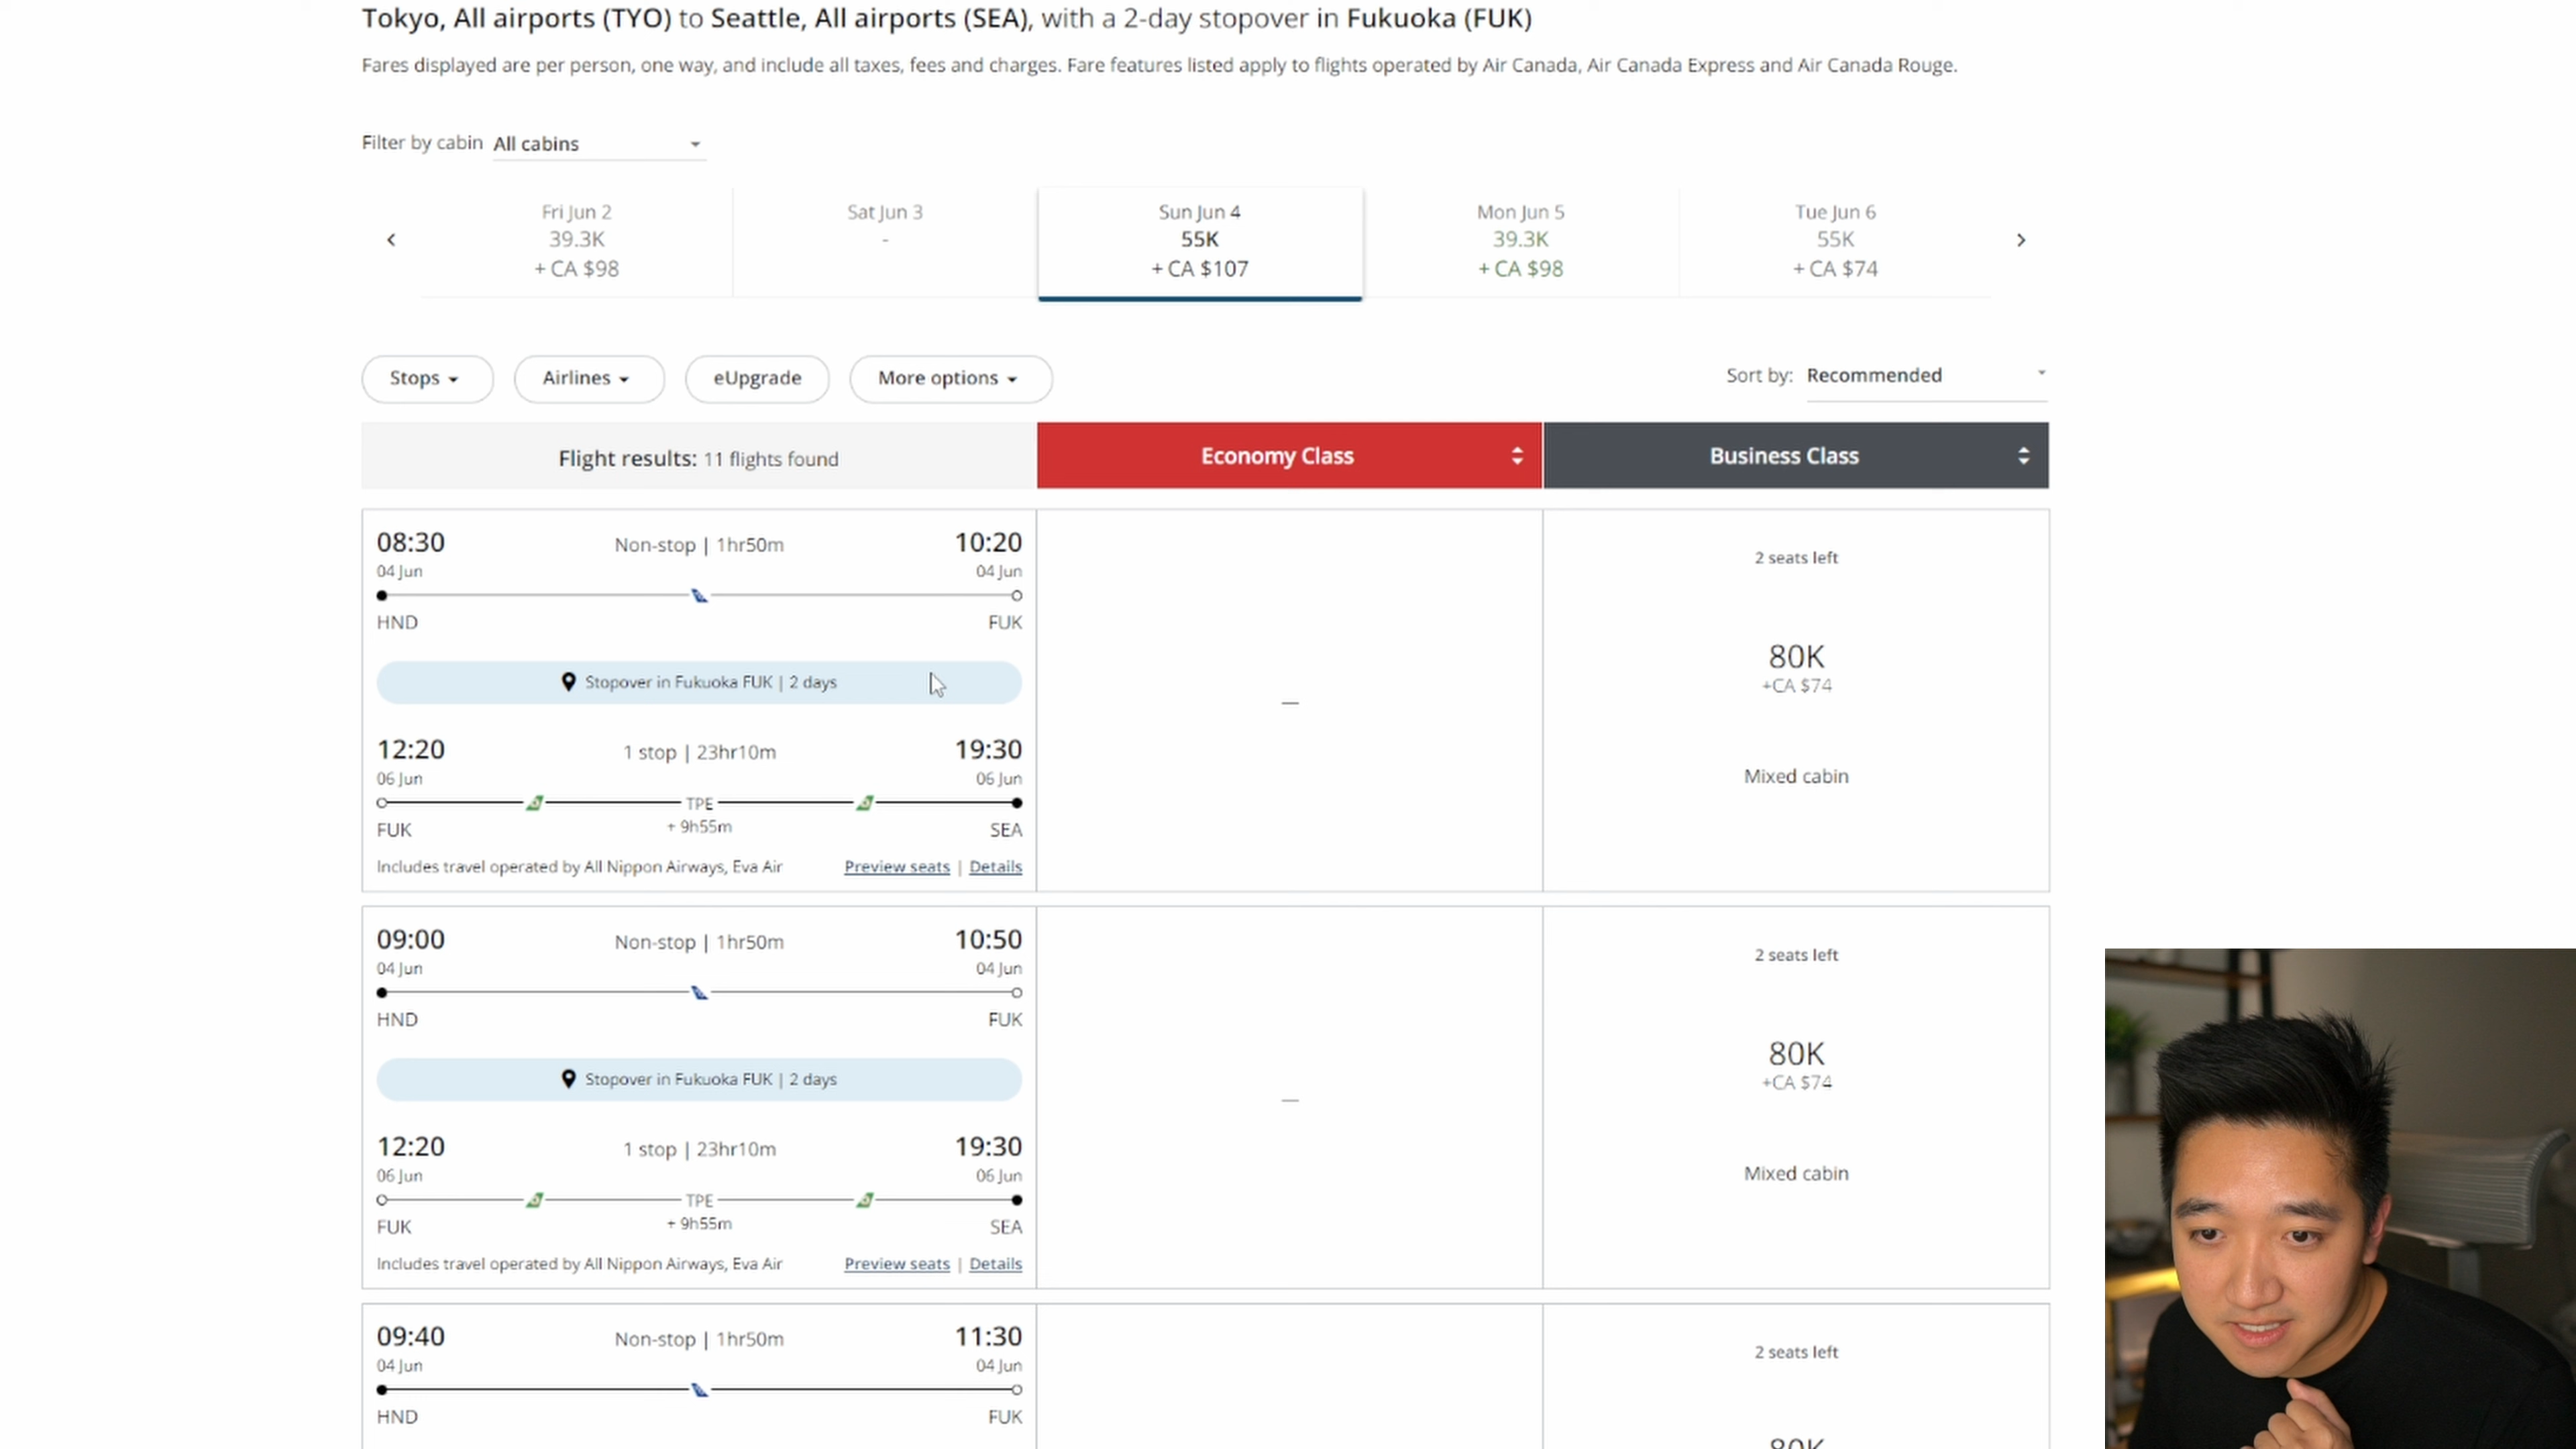 Tokyo, All airports (TYO) to Seattle, All airports (SEA), with a 2-day stopover in Fukuoka (FUK)
Fares displayed are per person, one way, and include all taxes, fees and charges. Fare features listed apply to flights operated by Air Canada, Air Canada Express and Air Canada Rouge.
Filter by cabin All cabins
Fri Jun 2 Sat Jun 3 Sun Jun 4 Mon Jun 5 Tue Jun 6
39.3K - 55K 39.3K 55K
+ CA $98 + CA $107 + CA $98 + CA $74
Stops Airlines eUpgrade More options Sort by: Recommended
Flight results: 11 flights found Economy Class Business Class
08:30 Non-stop | 1hr50m 10:20
04 Jun 04 Jun
HND FUK
Stopover in Fukuoka FUK | 2 days
12:20 1 stop | 23hr10m 19:30
06 Jun 06 Jun
TPE
FUK + 9h55m SEA
Includes travel operated by All Nippon Airways, Eva Air Preview seats | Details
—
2 seats left
80K
+CA $74
Mixed cabin
09:00 Non-stop | 1hr50m 10:50
04 Jun 04 Jun
HND FUK
Stopover in Fukuoka FUK | 2 days
12:20 1 stop | 23hr10m 19:30
06 Jun 06 Jun
TPE
FUK + 9h55m SEA
Includes travel operated by All Nippon Airways, Eva Air Preview seats | Details
—
2 seats left
80K
+CA $74
Mixed cabin
09:40 Non-stop | 1hr50m 11:30
04 Jun 04 Jun
HND FUK
2 seats left
80K